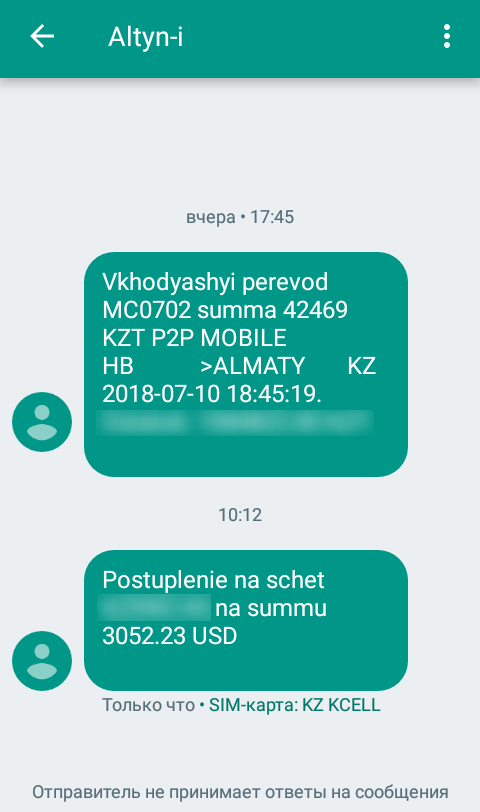 Altyn-i
вчера • 17:45
Vkhodyashyi perevod
MC0702 summa 42469
KZT P2P MOBILE
HB >ALMATY KZ
2018-07-10 18:45:19.
10:12
Postuplenie na schet
na summu
3052.23 USD
Только что • SIM-карта: KZ KCELL
Отправитель не принимает ответы на сообщения